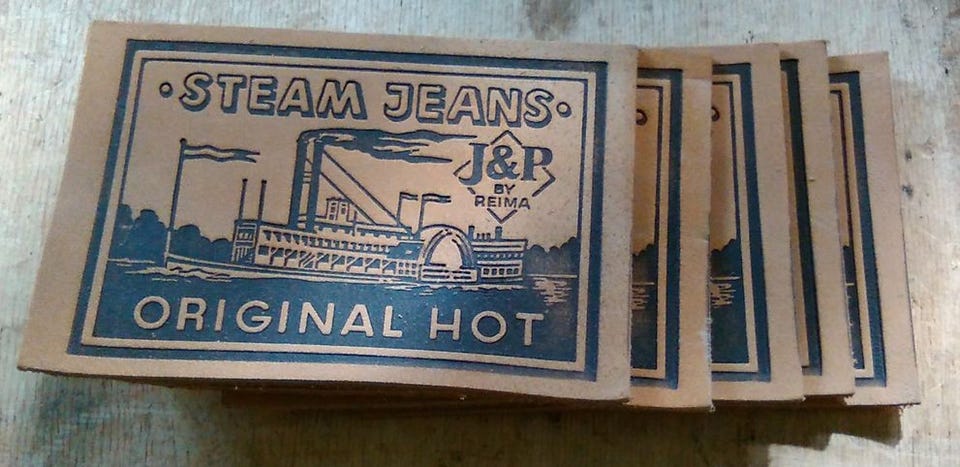 ·STEAM JEANS·
J&P
BY
REIMA
ORIGINAL HOT